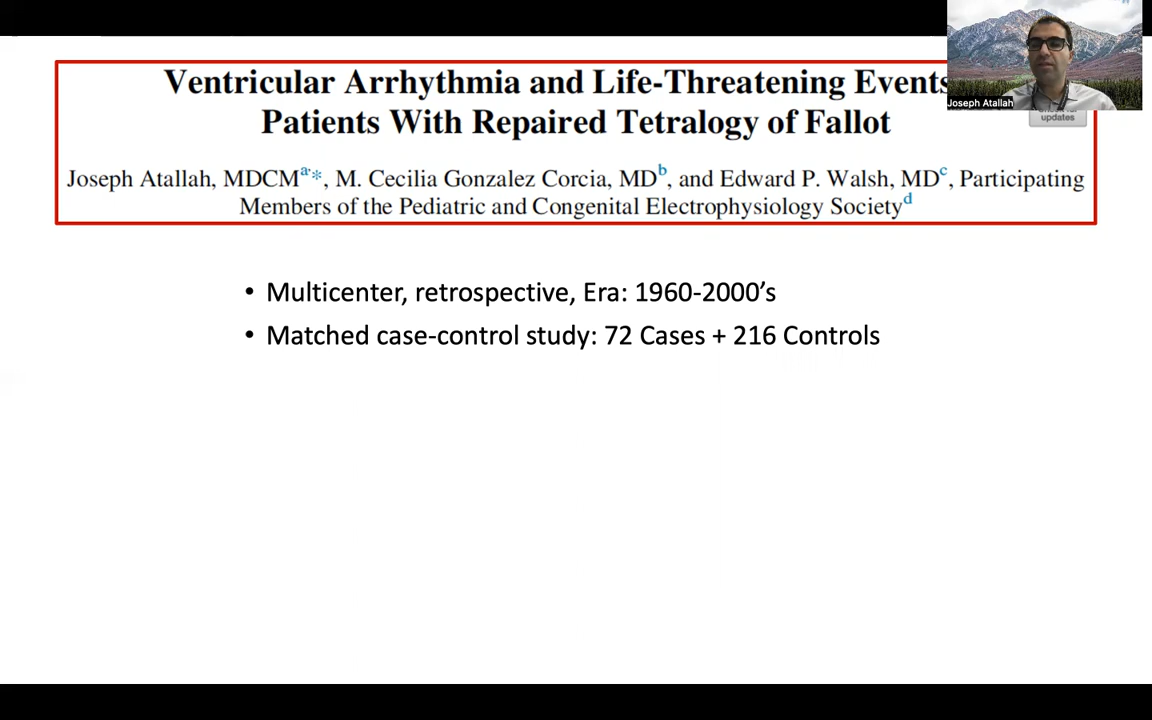 Ventricular Arrhythmia and Life-Threatening Events
Patients With Repaired Tetralogy of Fallot
Joseph Atallah, MDCMa,*, M. Cecilia Gonzalez Corcia, MDb, and Edward P. Walsh, MDc, Participating
Members of the Pediatric and Congenital Electrophysiology Societyd
• Multicenter, retrospective, Era: 1960-2000’s
• Matched case-control study: 72 Cases + 216 Controls
Joseph Atallah
updates